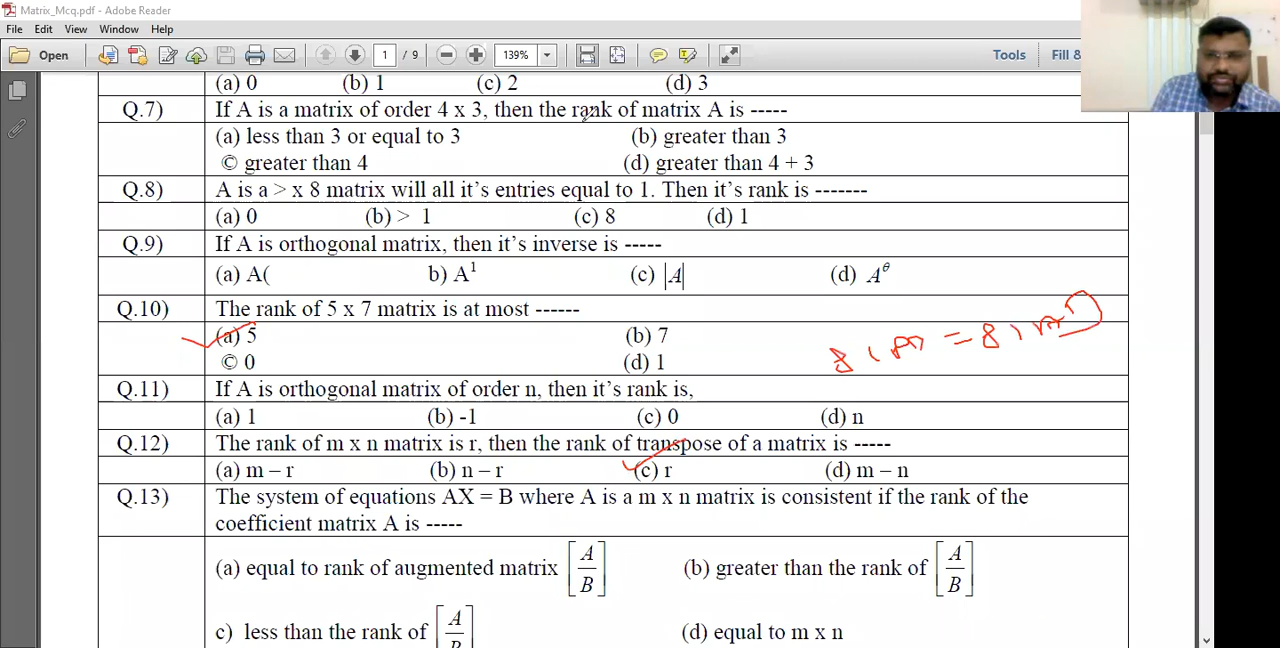 Matrix_Mcq.pdf - Adobe Reader
File Edit View Window Help
Open 1 / 9 139% Tools Fill &
(a) 0 (b) 1 (c) 2 (d) 3
Q.7) If A is a matrix of order 4 x 3, then the rank of matrix A is -----
(a) less than 3 or equal to 3 (b) greater than 3
© greater than 4 (d) greater than 4 + 3
Q.8) A is a > x 8 matrix will all it’s entries equal to 1. Then it’s rank is -------
(a) 0 (b) > 1 (c) 8 (d) 1
Q.9) If A is orthogonal matrix, then it’s inverse is -----
(a) A( b) A¹ (c) |A| (d) A^θ
Q.10) The rank of 5 x 7 matrix is at most ------
(a) 5 (b) 7
© 0 (d) 1
Q.11) If A is orthogonal matrix of order n, then it’s rank is,
(a) 1 (b) -1 (c) 0 (d) n
Q.12) The rank of m x n matrix is r, then the rank of transpose of a matrix is -----
(a) m – r (b) n – r (c) r (d) m – n
Q.13) The system of equations AX = B where A is a m x n matrix is consistent if the rank of the
coefficient matrix A is -----
(a) equal to rank of augmented matrix [A/B] (b) greater than the rank of [A/B]
c) less than the rank of [A/B] (d) equal to m x n